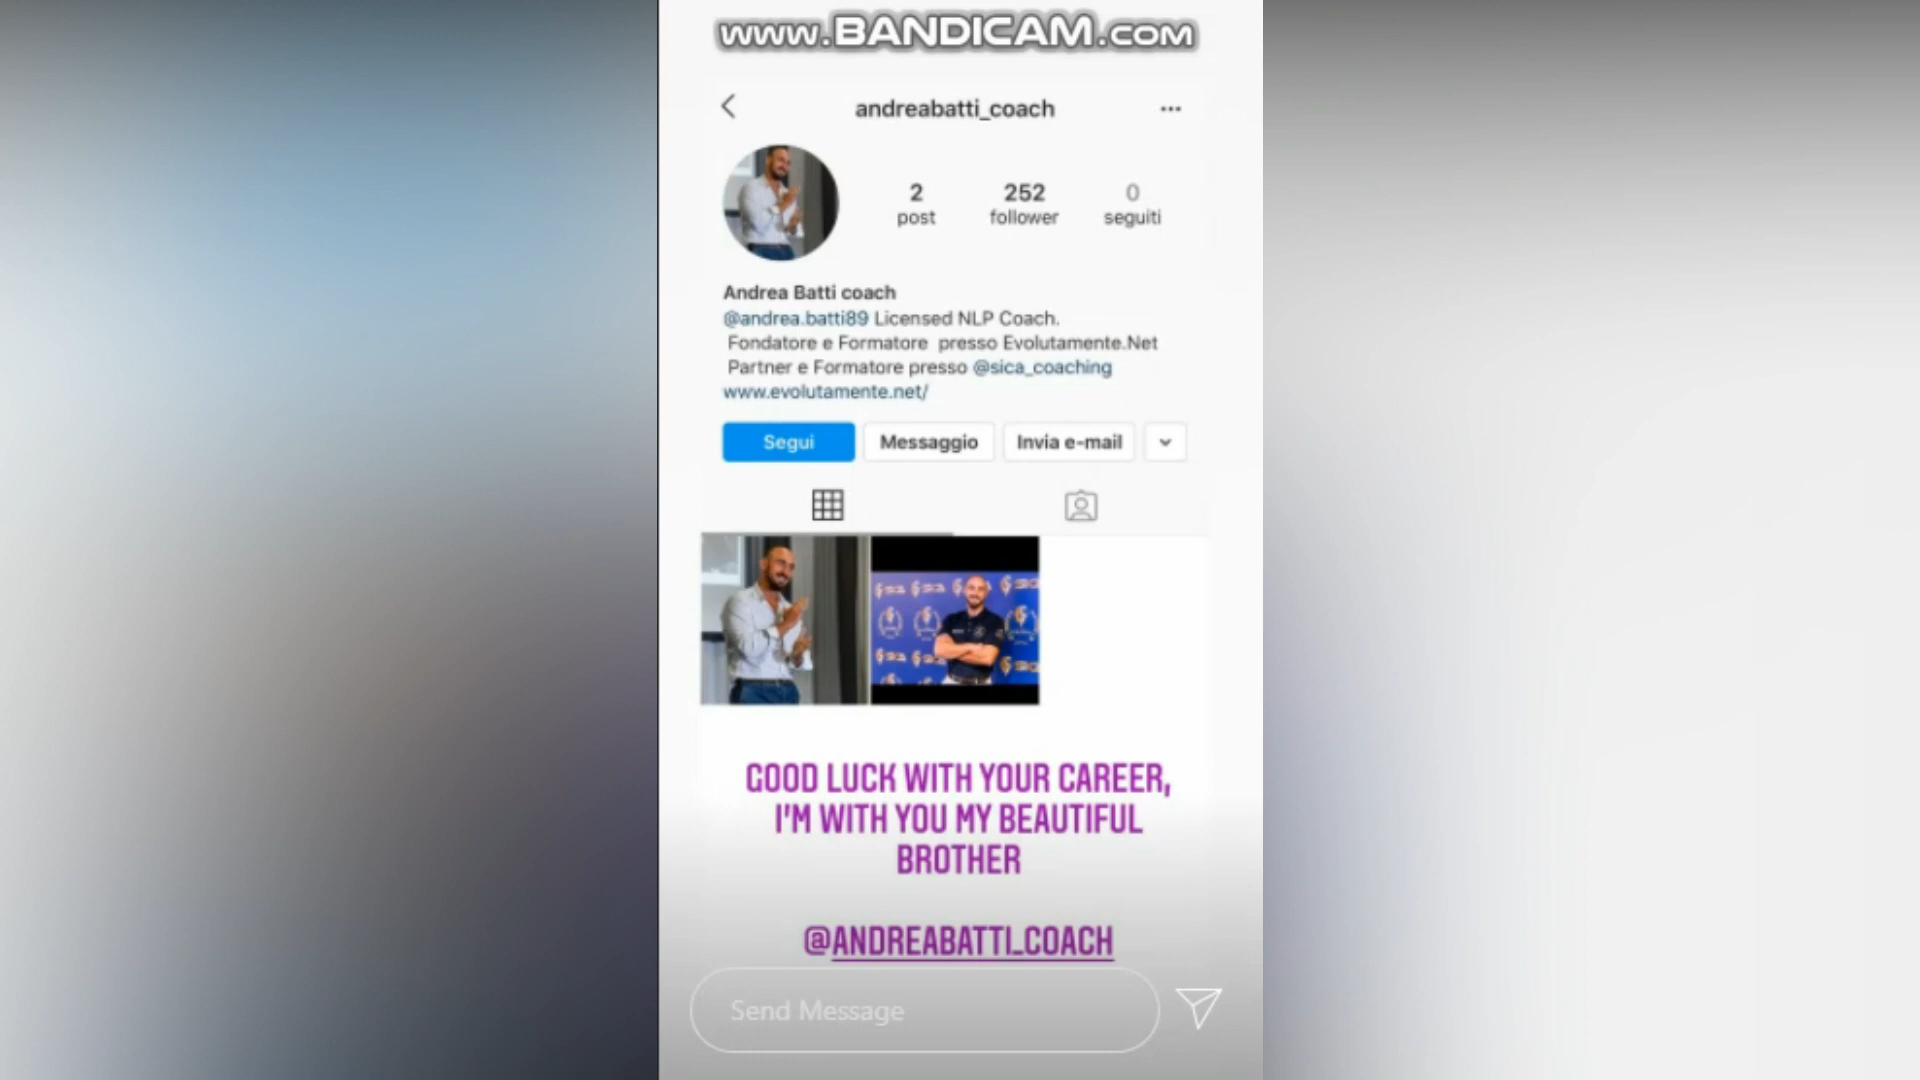 www.BANDICAM.com
andreabatti_coach
2
252
0
post
follower
seguiti
Andrea Batti coach
@andrea.batti89 Licensed NLP Coach.
Fondatore e Formatore presso Evolutamente.Net
Partner e Formatore presso @sica_coaching
www.evolutamente.net/
Segui
Messaggio
Invia e-mail
GOOD LUCK WITH YOUR CAREER,
I'M WITH YOU MY BEAUTIFUL
BROTHER
@ANDREABATTI_COACH
Send Message